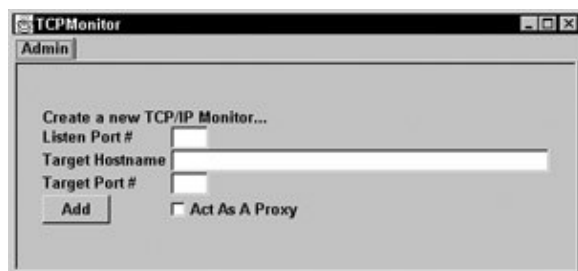 TCPMonitor
Admin
Create a new TCP/IP Monitor...
Listen Port #
Target Hostname
Target Port #
Add
Act As A Proxy